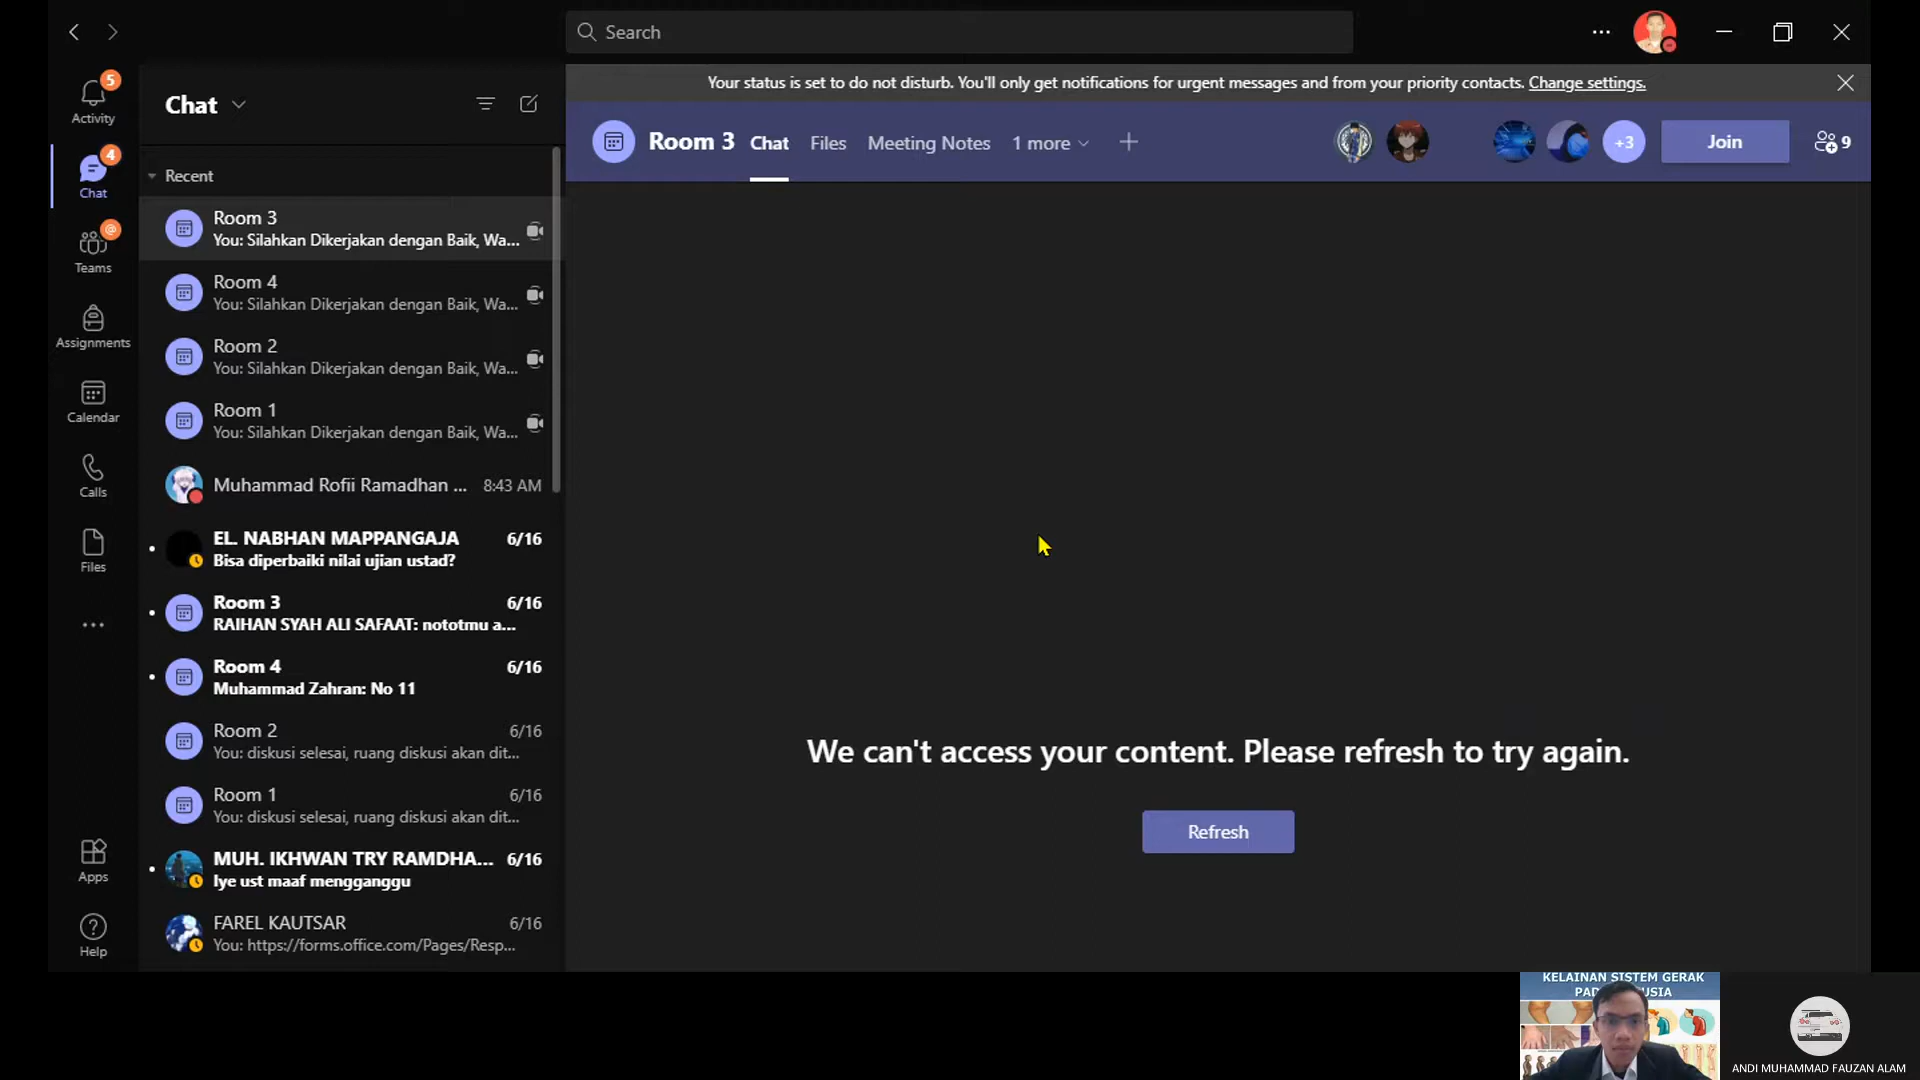 Search
5
Activity
4
Chat
@
Teams
Assignments
Calendar
Calls
Files
Apps
Help
Chat
Recent
Room 3
You: Silahkan Dikerjakan dengan Baik, Wa...
Room 4
You: Silahkan Dikerjakan dengan Baik, Wa...
Room 2
You: Silahkan Dikerjakan dengan Baik, Wa...
Room 1
You: Silahkan Dikerjakan dengan Baik, Wa...
Muhammad Rofii Ramadhan ... 8:43 AM
EL. NABHAN MAPPANGAJA 6/16
Bisa diperbaiki nilai ujian ustad?
Room 3 6/16
RAIHAN SYAH ALI SAFAAT: nototmu a...
Room 4 6/16
Muhammad Zahran: No 11
Room 2 6/16
You: diskusi selesai, ruang diskusi akan dit...
Room 1 6/16
You: diskusi selesai, ruang diskusi akan dit...
MUH. IKHWAN TRY RAMDHA... 6/16
Iye ust maaf mengganggu
FAREL KAUTSAR 6/16
You: https://forms.office.com/Pages/Resp...
Your status is set to do not disturb. You'll only get notifications for urgent messages and from your priority contacts. Change settings.
Room 3 Chat Files Meeting Notes 1 more +3 Join 9
We can't access your content. Please refresh to try again.
Refresh
KELAINAN SISTEM GERAK
ANDI MUHAMMAD FAUZAN ALAM